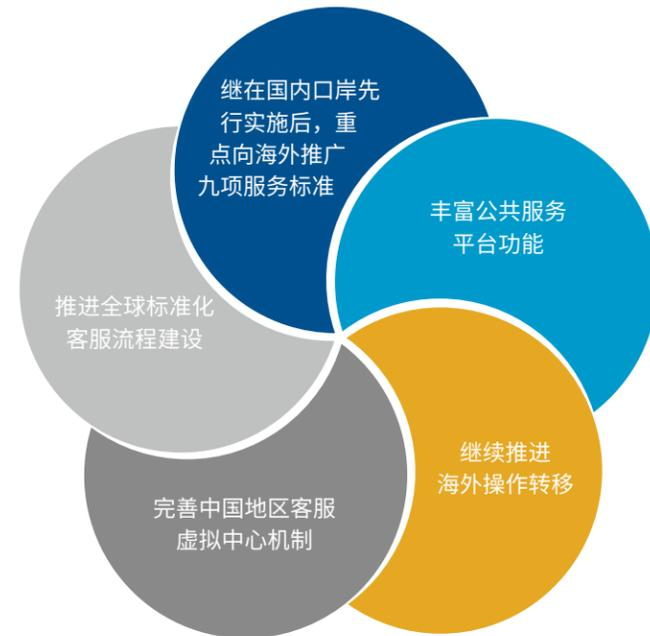 继在国内口岸先
行实施后，重
点向海外推广
九项服务标准
丰富公共服务
平台功能
继续推进
海外操作转移
完善中国地区客服
虚拟中心机制
推进全球标准化
客服流程建设